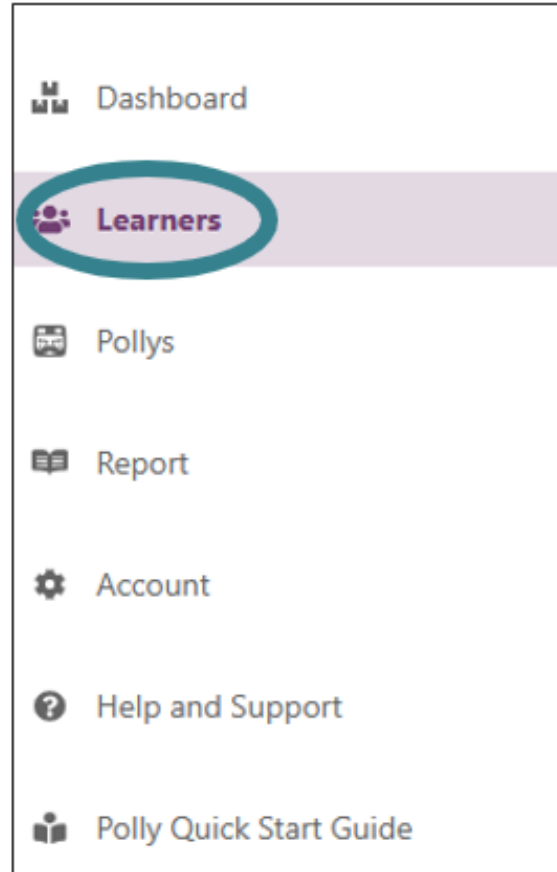 Dashboard
Learners
Pollys
Report
Account
Help and Support
Polly Quick Start Guide